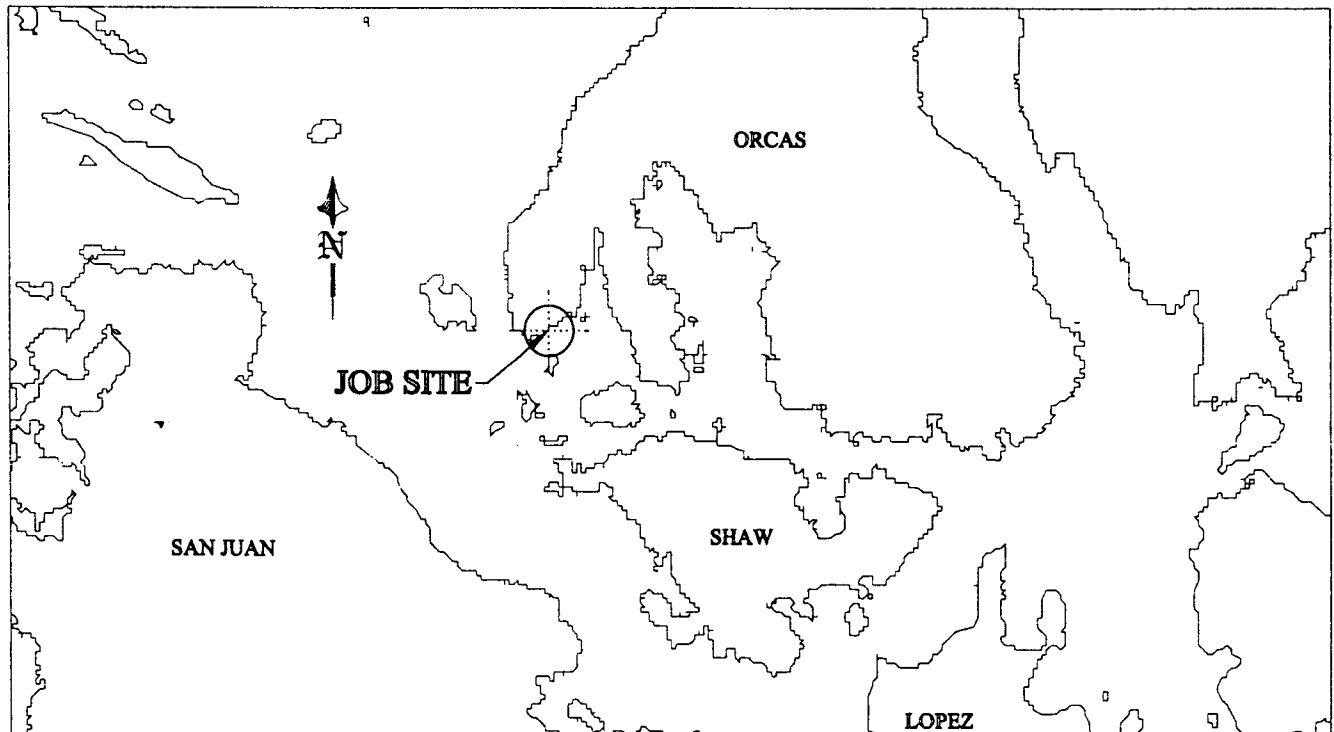 ORCAS
N
JOB SITE
SAN JUAN
SHAW
LOPEZ